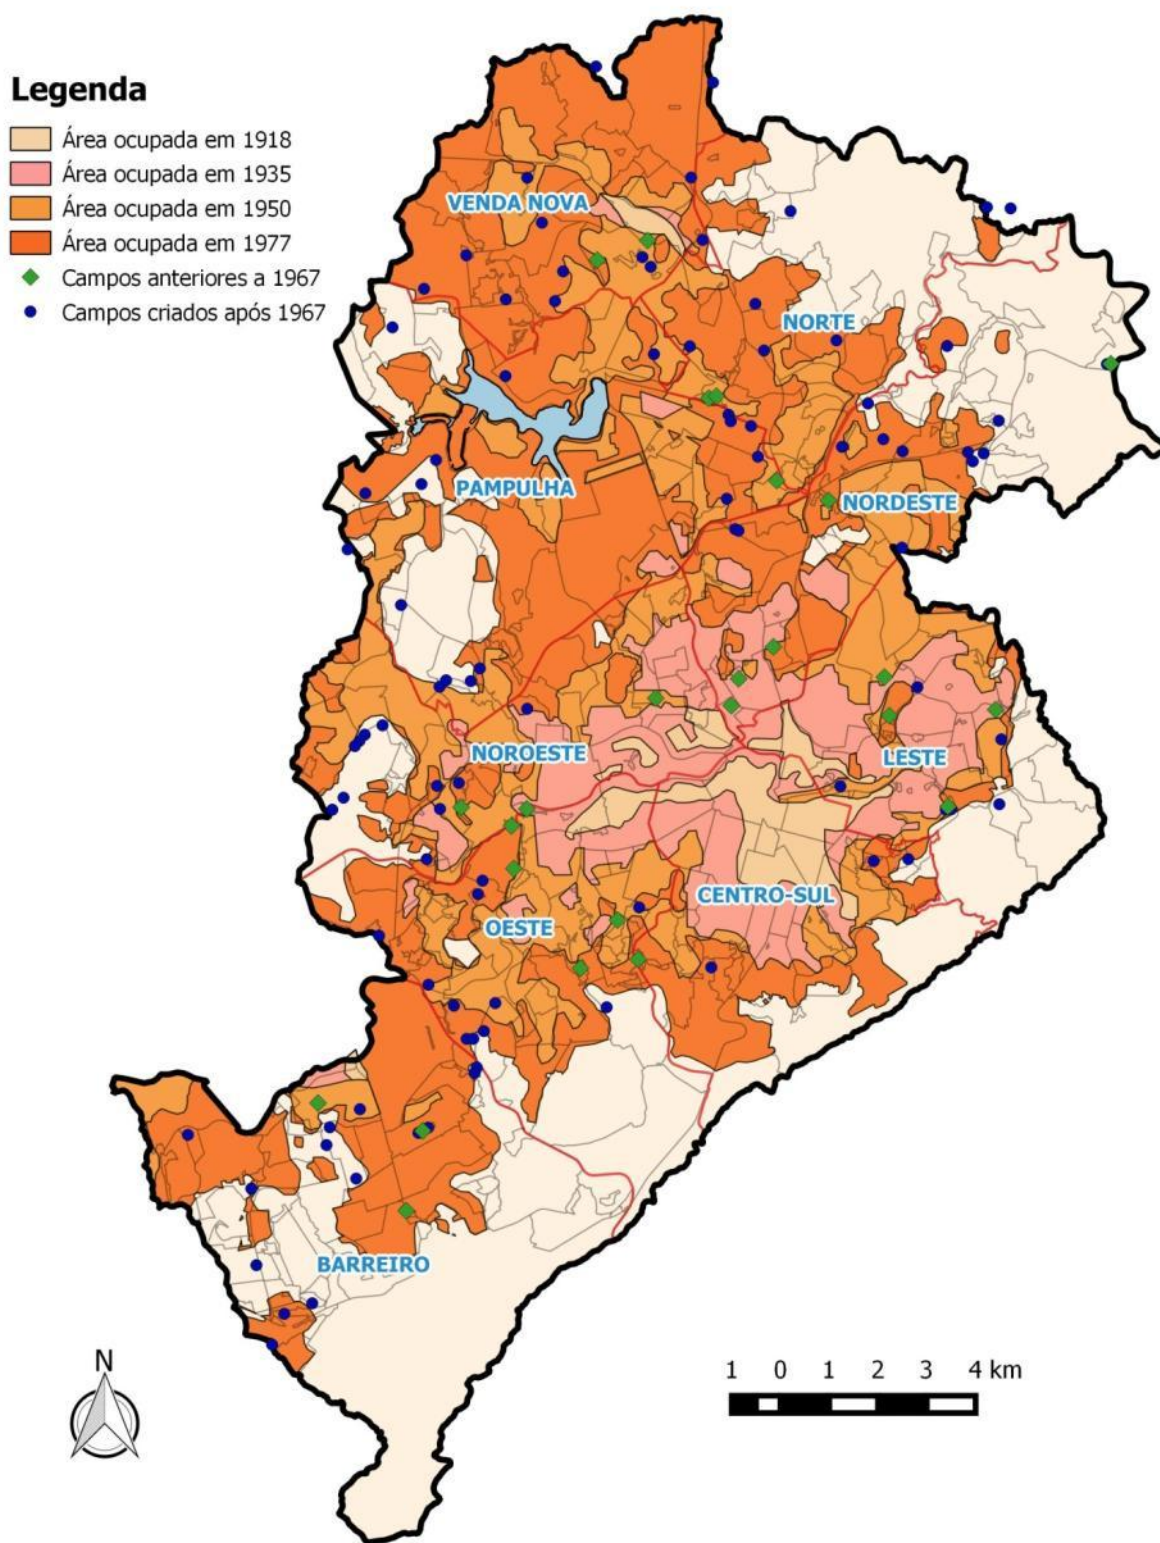 Legenda
Área ocupada em 1918
Área ocupada em 1935
Área ocupada em 1950
Área ocupada em 1977
Campos anteriores a 1967
Campos criados após 1967
VENDA NOVA
NORTE
PAMPULHA
NORDESTE
NOROESTE
LESTE
CENTRO-SUL
OESTE
BARREIRO
N
1 0 1 2 3 4 km